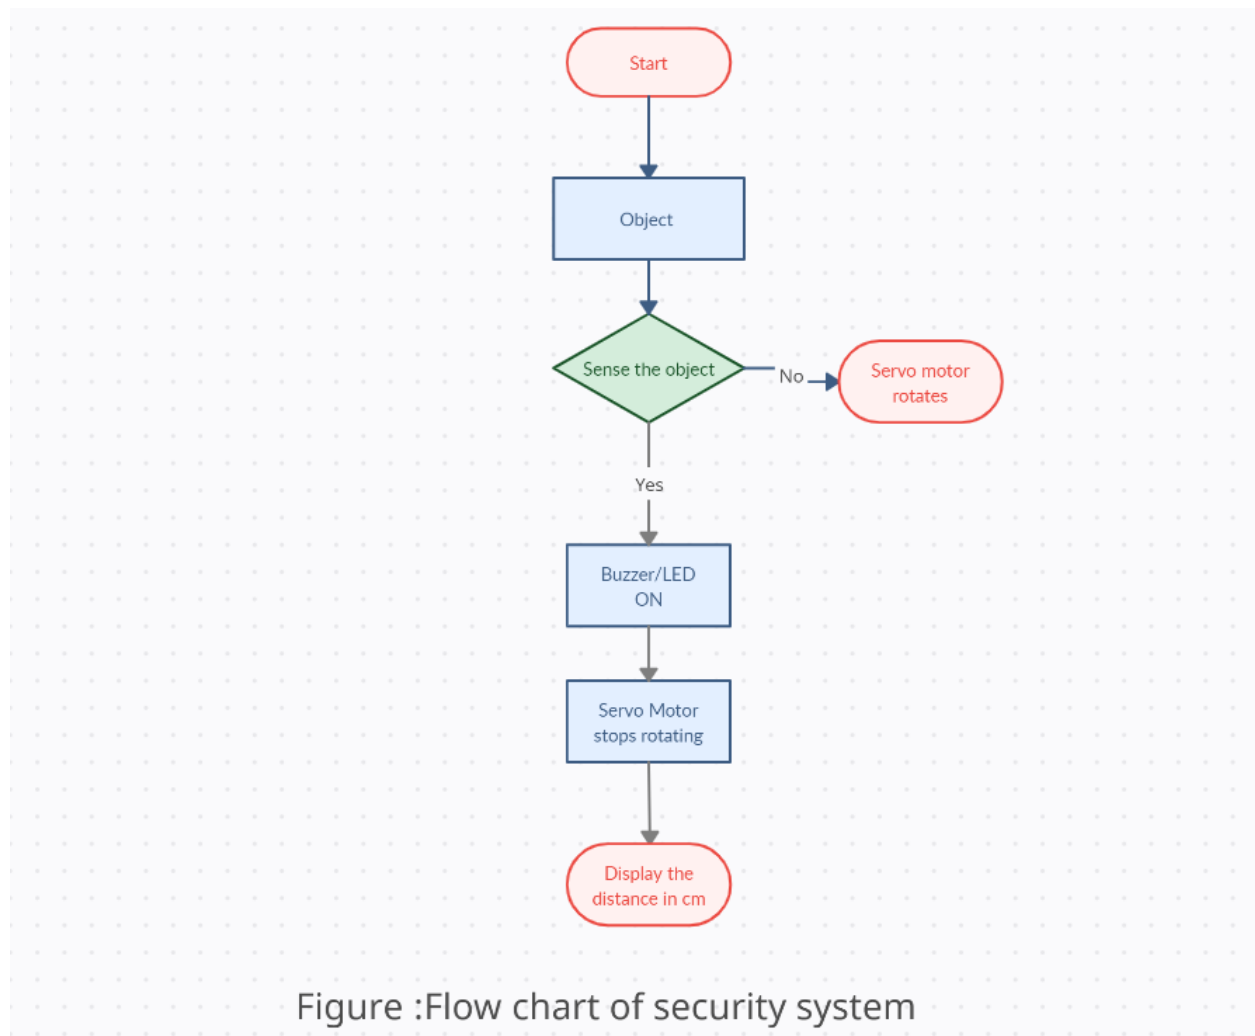 Start
Object
Sense the object
No
Servo motor
rotates
Yes
Buzzer/LED
ON
Servo Motor
stops rotating
Display the
distance in cm
Figure :Flow chart of security system